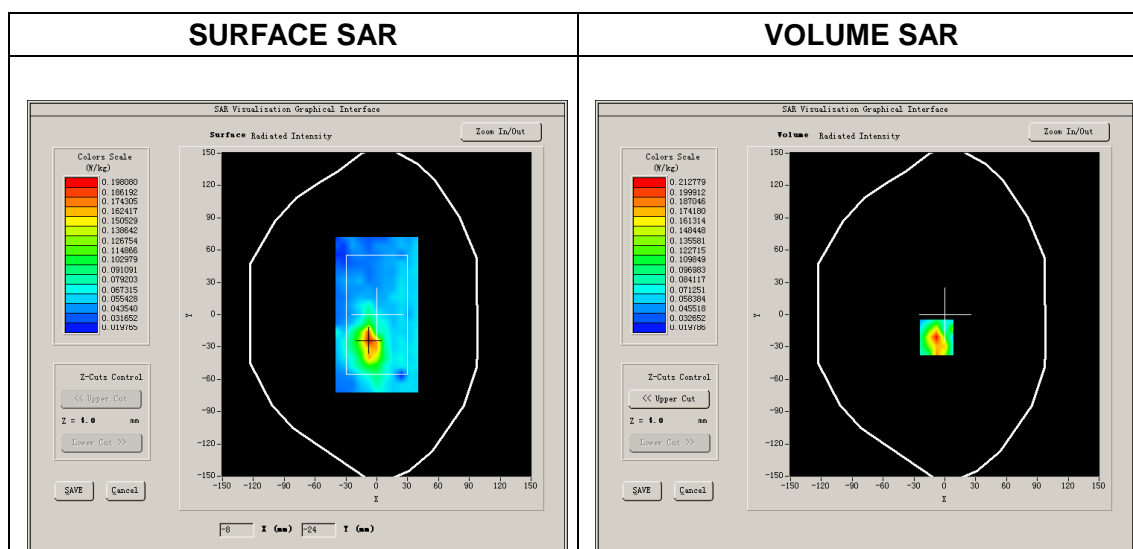 SURFACE SAR
VOLUME SAR
SAR Visualisation Graphical Interface
Surface Radiated Intensity
Zoom In/Out
Colors Scale
(W/kg)
0.198080
0.186192
0.174305
0.162417
0.150529
0.138642
0.126754
0.114866
0.102979
0.091091
0.079203
0.067315
0.055428
0.043540
0.031652
0.019765
Z-Cuts Control
<< Upper Cut
Z = 4.0 mm
Lower Cut >>
SAVE Cancel
150
120
90
60
30
0
-30
-60
-90
-120
-150
Y
-150 -120 -90 -60 -30 0 30 60 90 120 150
X
-8 X (mm) -24 Y (mm)
SAR Visualisation Graphical Interface
Volume Radiated Intensity
Zoom In/Out
Colors Scale
(W/kg)
0.212779
0.199912
0.187046
0.174180
0.161314
0.148448
0.135581
0.122715
0.109849
0.096983
0.084117
0.071251
0.058384
0.045518
0.032652
0.019786
Z-Cuts Control
<< Upper Cut
Z = 4.0 mm
Lower Cut >>
SAVE Cancel
150
120
90
60
30
0
-30
-60
-90
-120
-150
Y
-150 -120 -90 -60 -30 0 30 60 90 120 150
X